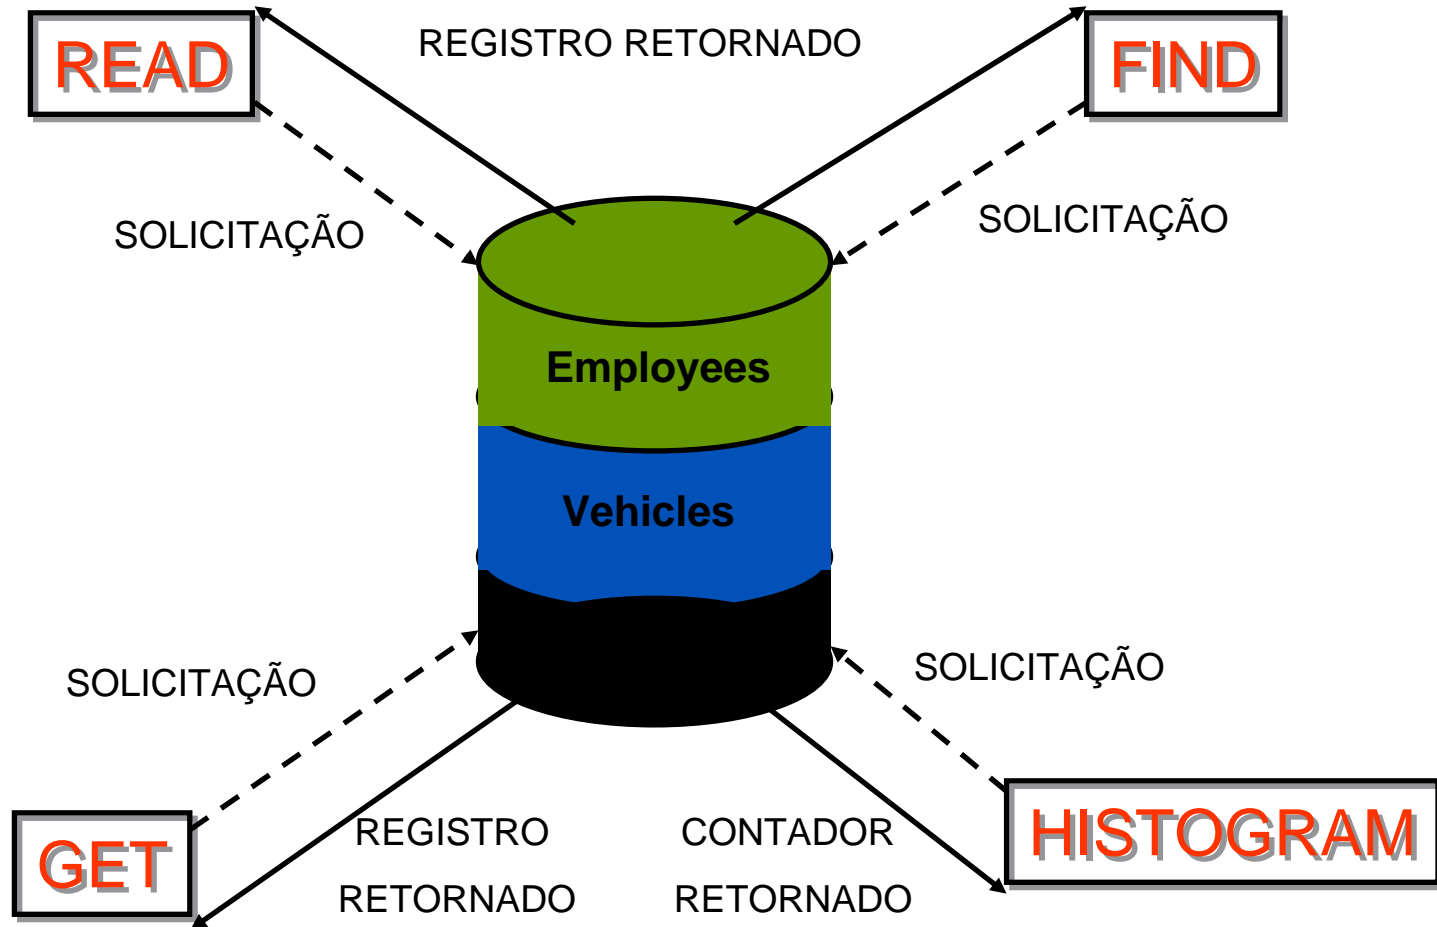 READ
REGISTRO RETORNADO
FIND
SOLICITAÇÃO
SOLICITAÇÃO
Employees
Vehicles
SOLICITAÇÃO
SOLICITAÇÃO
GET
REGISTRO
RETORNADO
CONTADOR
RETORNADO
HISTOGRAM